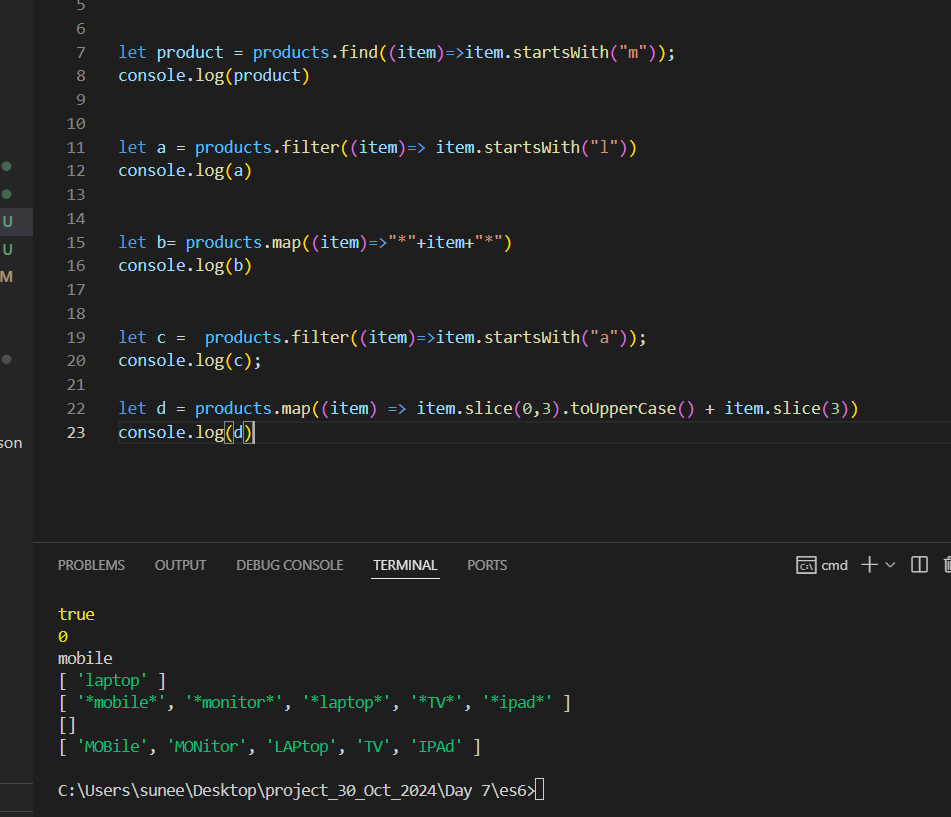 5
6
7 let product = products.find((item)=>item.startsWith("m"));
8 console.log(product)
9
10
11 let a = products.filter((item)=> item.startsWith("l"))
12 console.log(a)
13
14
U
15 let b= products.map((item)=>"*"+item+"*")
U
16 console.log(b)
M
17
18
19 let c =  products.filter((item)=>item.startsWith("a"));
20 console.log(c);
21
22 let d = products.map((item) => item.slice(0,3).toUpperCase() + item.slice(3))
23 console.log(d)
son
PROBLEMS OUTPUT DEBUG CONSOLE TERMINAL PORTS cmd
true
0
mobile
[ 'laptop' ]
[ '*mobile*', '*monitor*', '*laptop*', '*TV*', '*ipad*' ]
[]
[ 'MOBile', 'MONitor', 'LAPtop', 'TV', 'IPAd' ]
C:\Users\sunee\Desktop\project_30_Oct_2024\Day 7\es6>